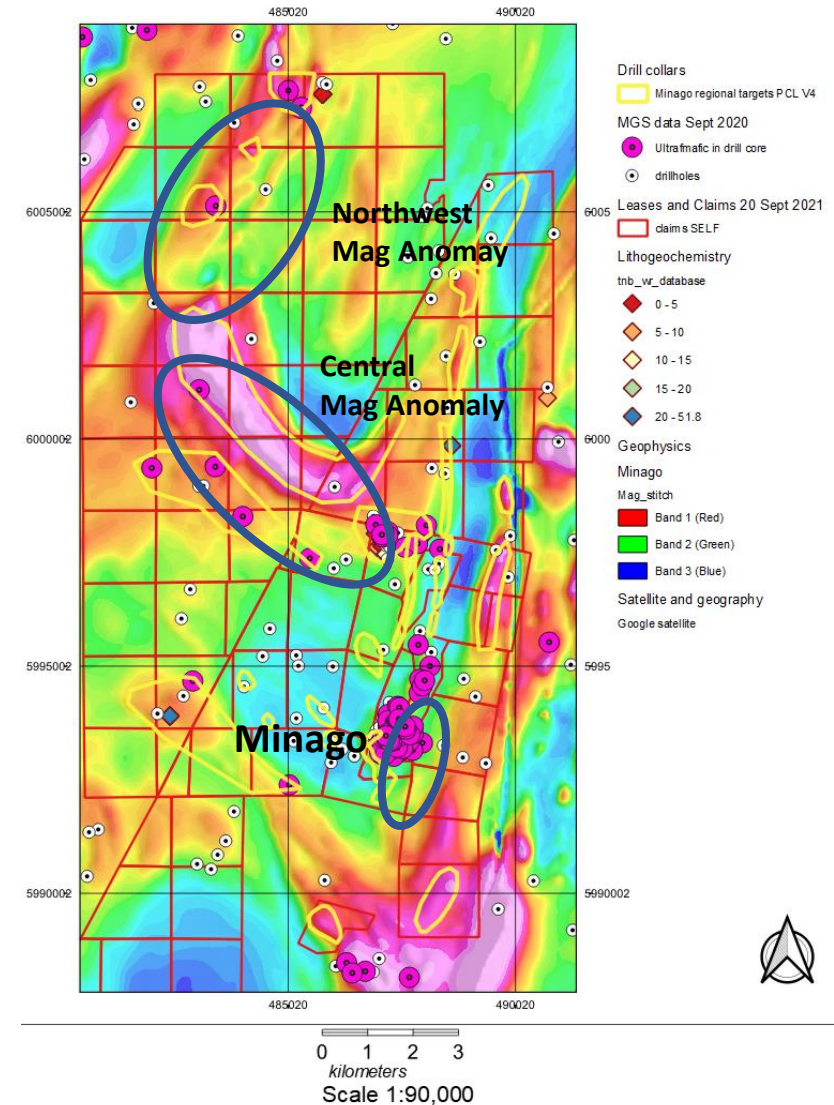 485020
490020
Drill collars
Minago regional targets PCL V4
MGS data Sept 2020
Ultrafmafic in drill core
drillholes
Leases and Claims 20 Sept 2021
claims SELF
Lithogeochemistry
tnb_wr_database
0 - 5
5 - 10
10 - 15
15 - 20
20 - 51.8
Geophysics
Minago
Mag_stitch
Band 1 (Red)
Band 2 (Green)
Band 3 (Blue)
Satellite and geography
Google satellite
6005002
6005
Northwest
Mag Anomay
Central
Mag Anomaly
6000002
6000
5995002
5995
Minago
5990002
5990002
485020
490020
0 1 2 3
kilometers
Scale 1:90,000